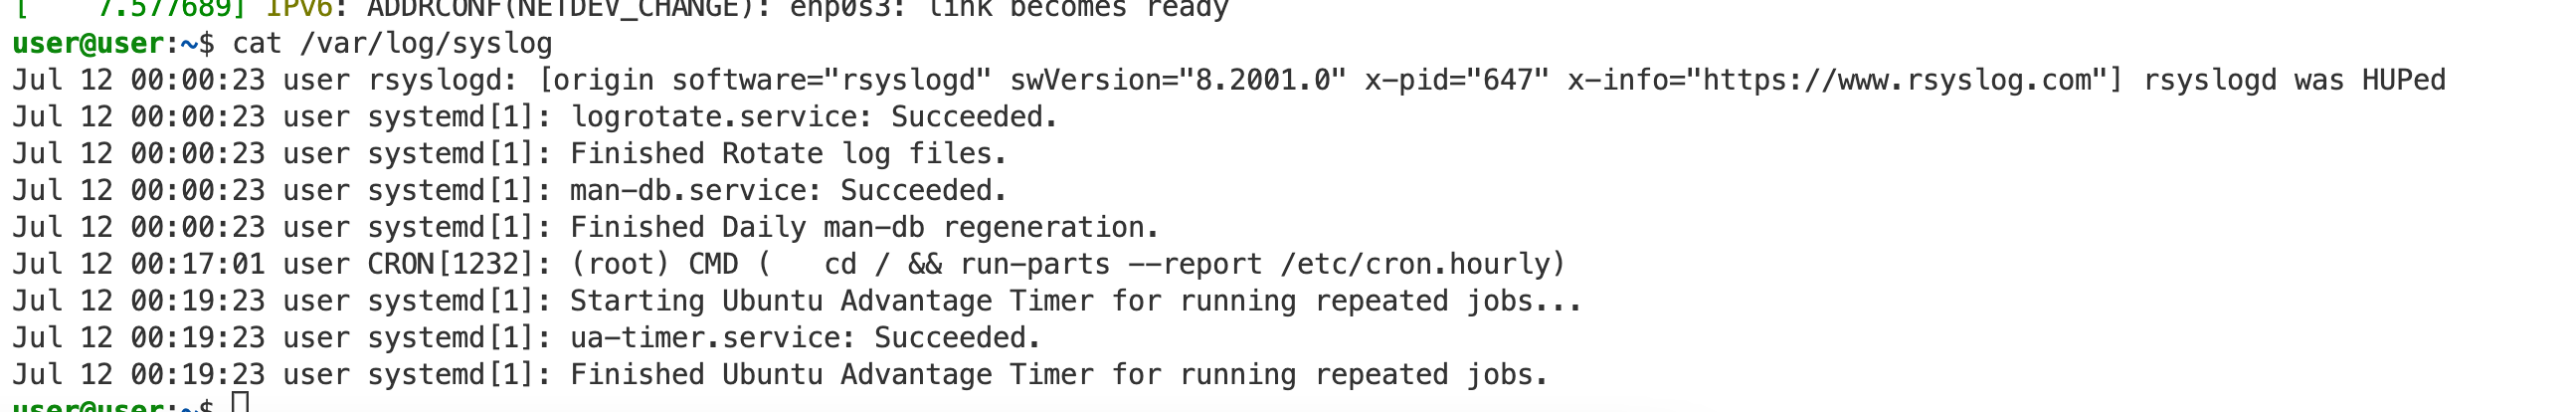 [    7.577689] IPv6: ADDRCONF(NETDEV_CHANGE): enp0s3: link becomes ready
user@user:~$ cat /var/log/syslog
Jul 12 00:00:23 user rsyslogd: [origin software="rsyslogd" swVersion="8.2001.0" x-pid="647" x-info="https://www.rsyslog.com"] rsyslogd was HUPed
Jul 12 00:00:23 user systemd[1]: logrotate.service: Succeeded.
Jul 12 00:00:23 user systemd[1]: Finished Rotate log files.
Jul 12 00:00:23 user systemd[1]: man-db.service: Succeeded.
Jul 12 00:00:23 user systemd[1]: Finished Daily man-db regeneration.
Jul 12 00:17:01 user CRON[1232]: (root) CMD (   cd / && run-parts --report /etc/cron.hourly)
Jul 12 00:19:23 user systemd[1]: Starting Ubuntu Advantage Timer for running repeated jobs...
Jul 12 00:19:23 user systemd[1]: ua-timer.service: Succeeded.
Jul 12 00:19:23 user systemd[1]: Finished Ubuntu Advantage Timer for running repeated jobs.
user@user:~$